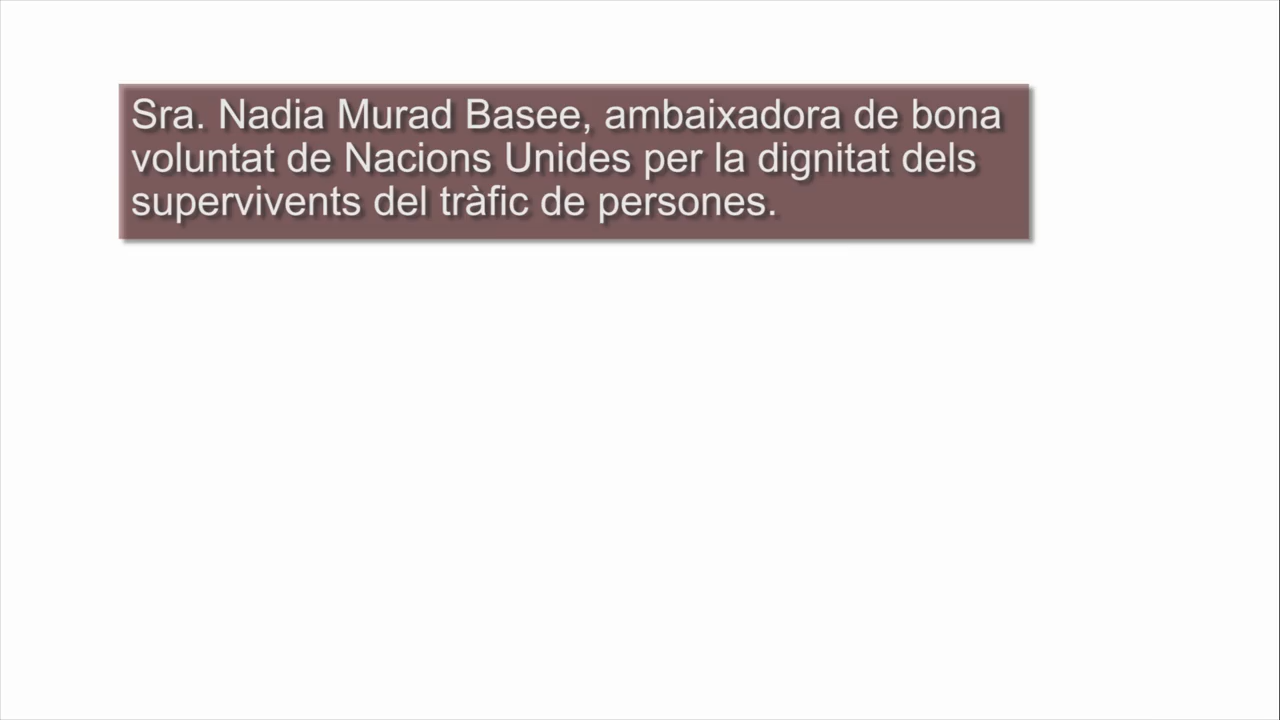 Sra. Nadia Murad Basee, ambaixadora de bona
voluntat de Nacions Unides per la dignitat dels
supervivents del tràfic de persones.